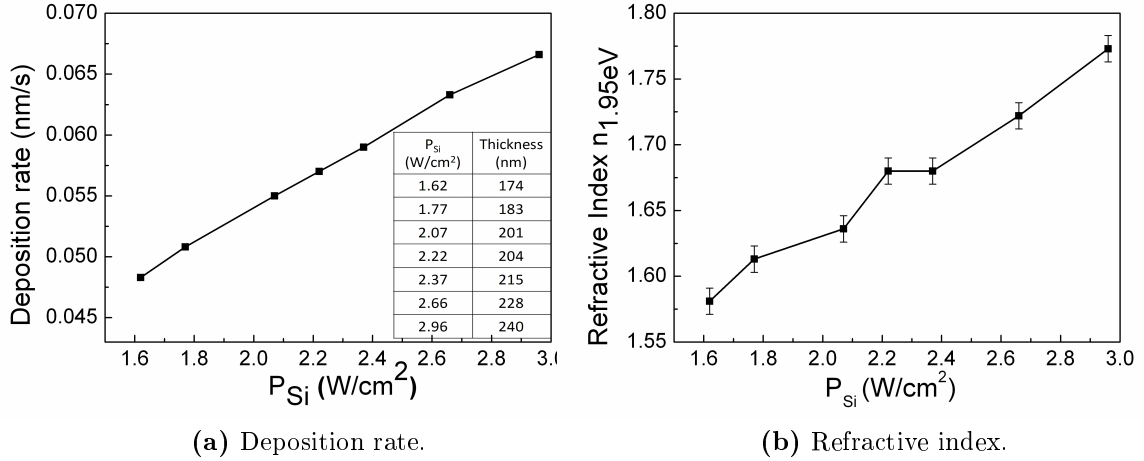 0.070
0.065
0.060
0.055
0.050
0.045
Deposition rate (nm/s)
P_Si (W/cm²) Thickness (nm)
1.62 174
1.77 183
2.07 201
2.22 204
2.37 215
2.66 228
2.96 240
1.6 1.8 2.0 2.2 2.4 2.6 2.8 3.0
P_Si (W/cm²)
(a) Deposition rate.
1.80
1.75
1.70
1.65
1.60
1.55
Refractive Index n_1.95eV
1.6 1.8 2.0 2.2 2.4 2.6 2.8 3.0
P_Si (W/cm²)
(b) Refractive index.